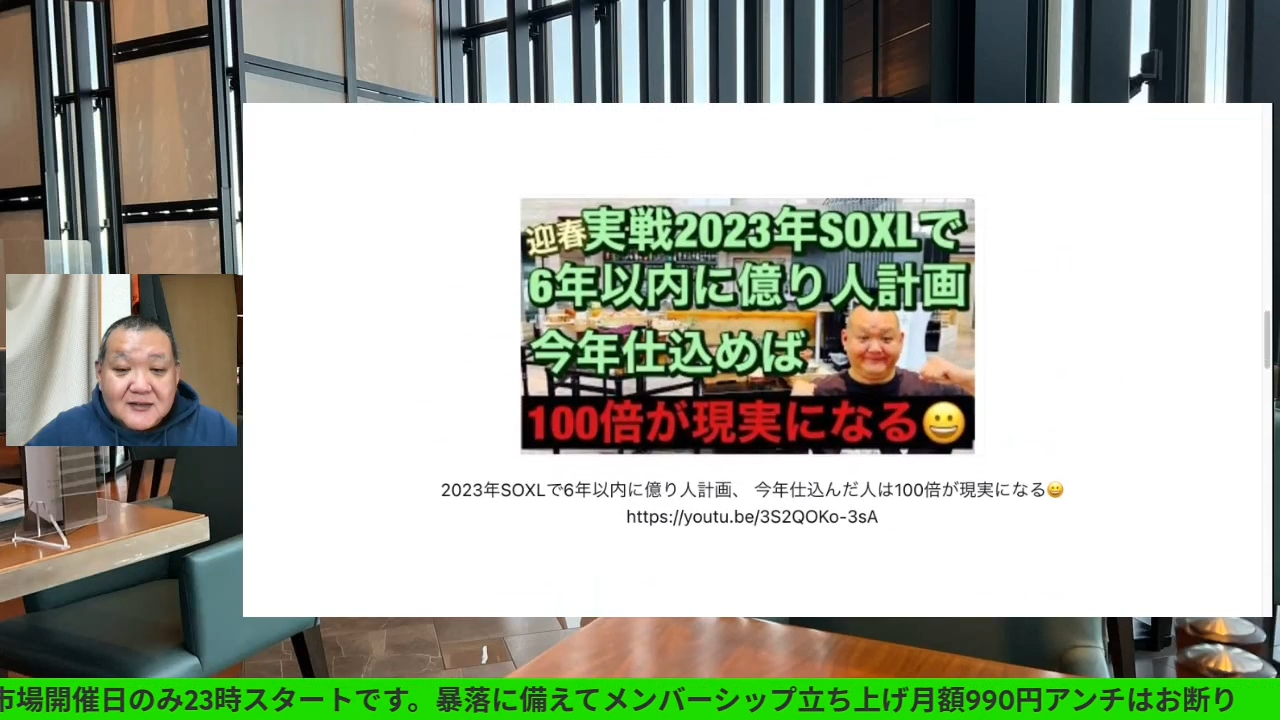 迎春実戦2023年SOXLで
6年以内に億り人計画
今年仕込めば
100倍が現実になる😀
2023年SOXLで6年以内に億り人計画、 今年仕込んだ人は100倍が現実になる😀
https://youtu.be/3S2QOKo-3sA
市場開催日のみ23時スタートです。暴落に備えてメンバーシップ立ち上げ月額990円アンチはお断り